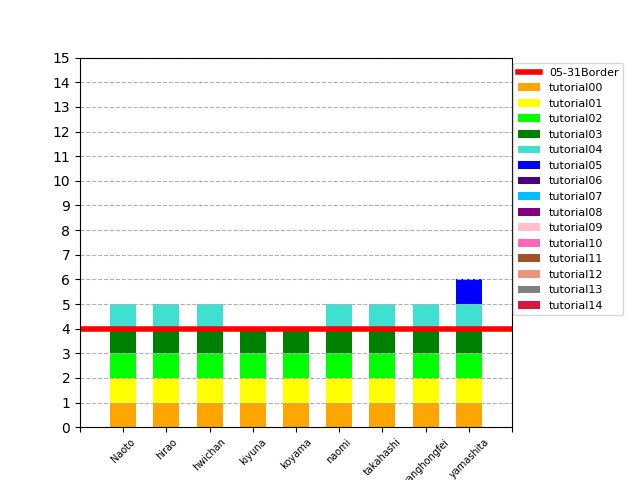 15
14
13
12
11
10
9
8
7
6
5
4
3
2
1
0
Naoto
hirao
hwichan
kiyuna
koyama
naomi
takahashi
anghongfei
yamashita
05-31Border
tutorial00
tutorial01
tutorial02
tutorial03
tutorial04
tutorial05
tutorial06
tutorial07
tutorial08
tutorial09
tutorial10
tutorial11
tutorial12
tutorial13
tutorial14